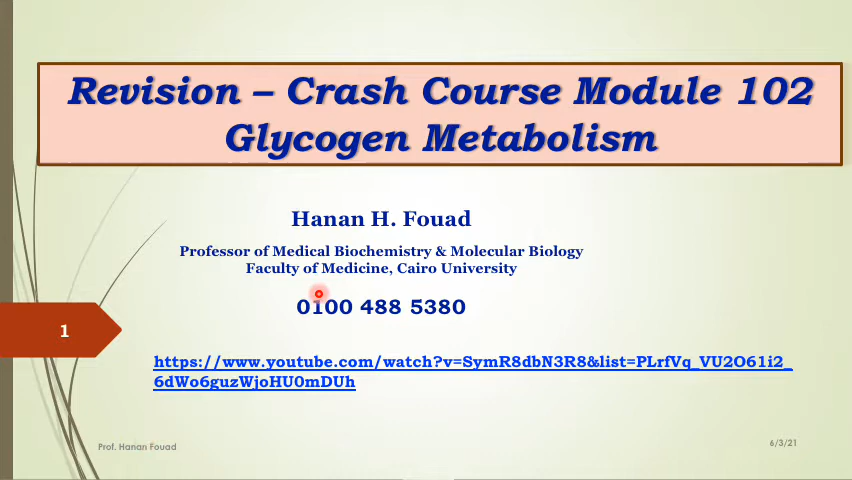 Revision – Crash Course Module 102
Glycogen Metabolism
Hanan H. Fouad
Professor of Medical Biochemistry & Molecular Biology
Faculty of Medicine, Cairo University
0100 488 5380
1
https://www.youtube.com/watch?v=SymR8dbN3R8&list=PLrfVq_VU2O61i2_
6dWo6guzWjoHU0mDUh
Prof. Hanan Fouad
6/3/21